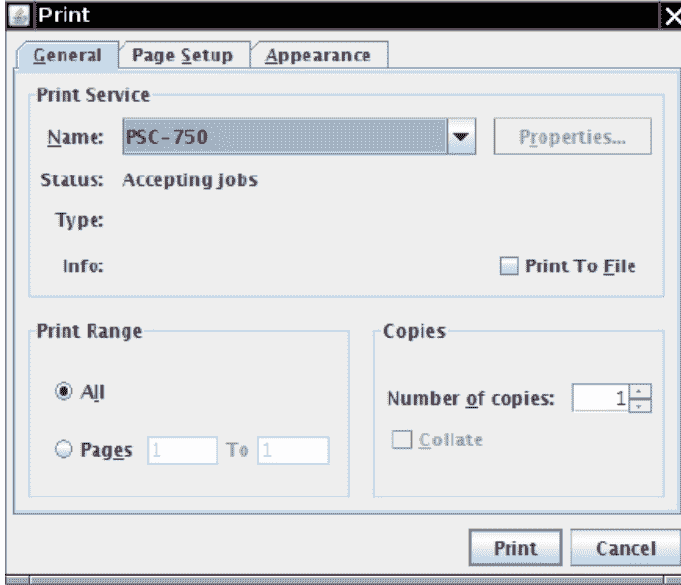 Print
General Page Setup Appearance
Print Service
Name: PSC-750 Properties...
Status: Accepting jobs
Type:
Info: Print To File
Print Range
All
Pages 1 To 1
Copies
Number of copies: 1
Collate
Print Cancel